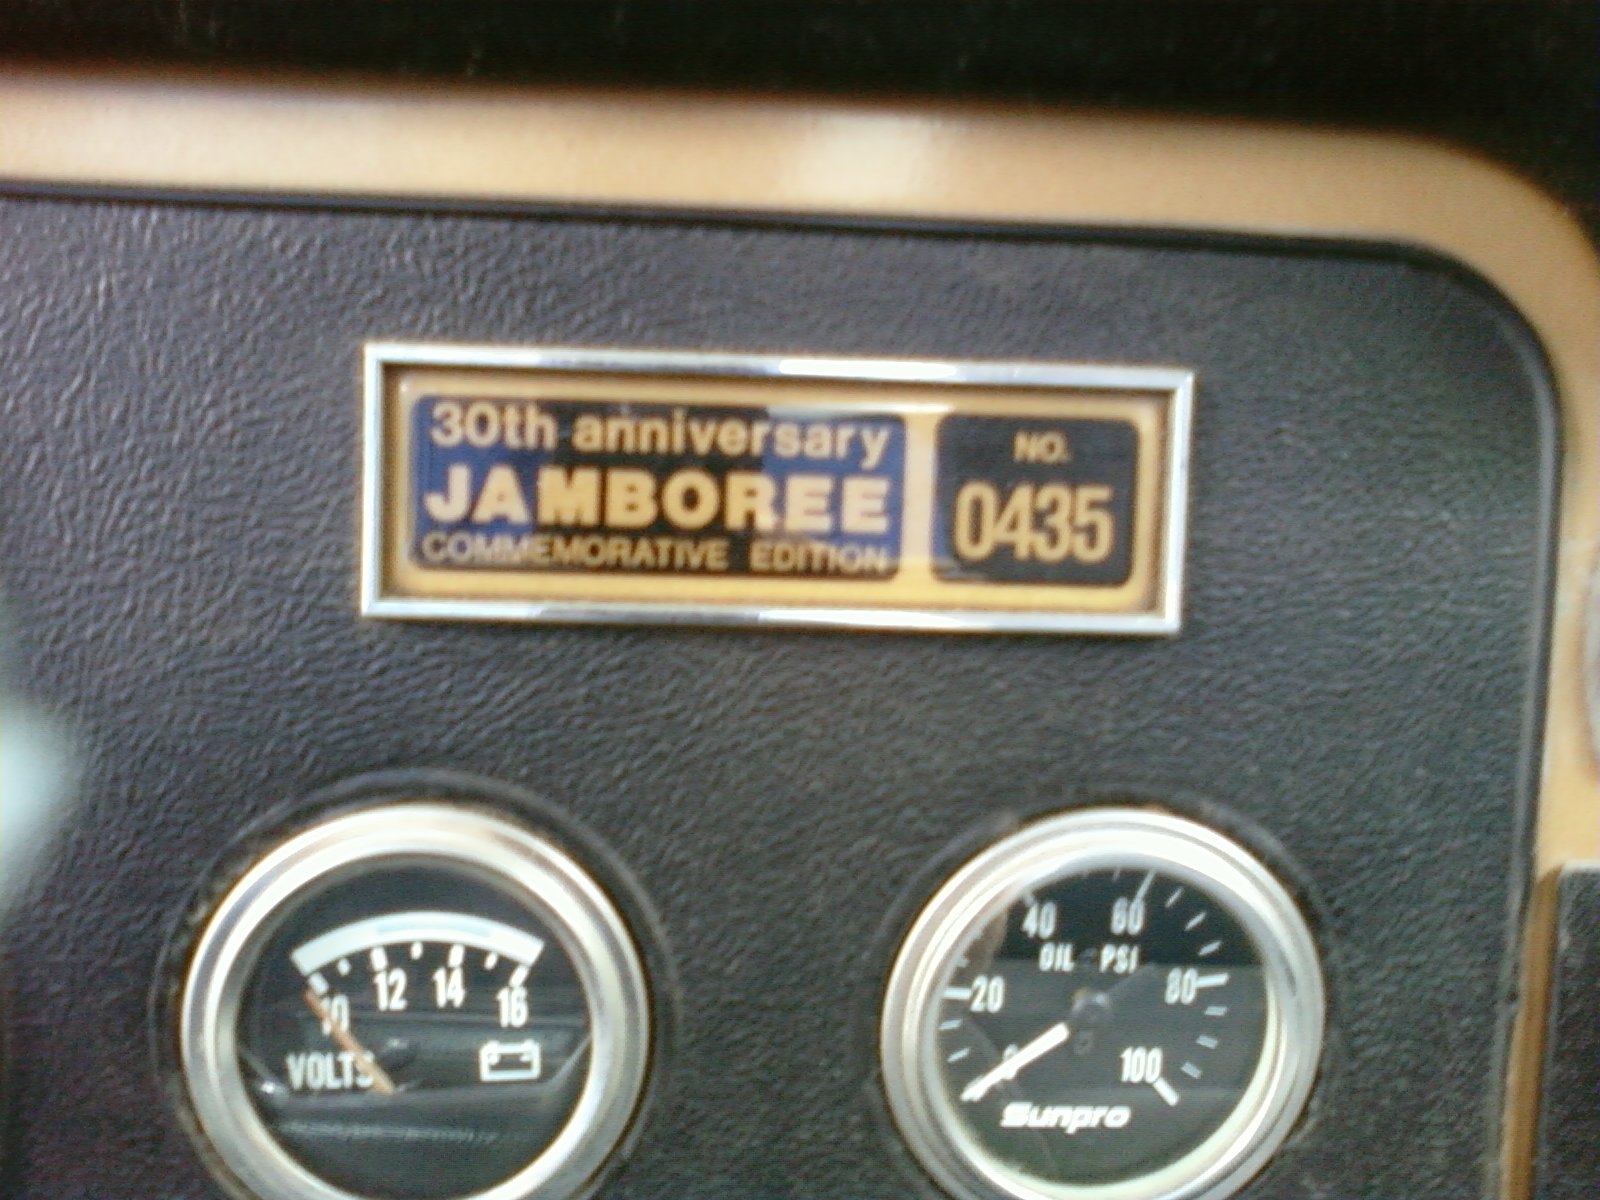 30th anniversary
JAMBOREE
COMMEMORATIVE EDITION
NO.
0435
10 12 14 16
VOLTS
0 20 40 60 80 100
OIL PSI
Sunpro